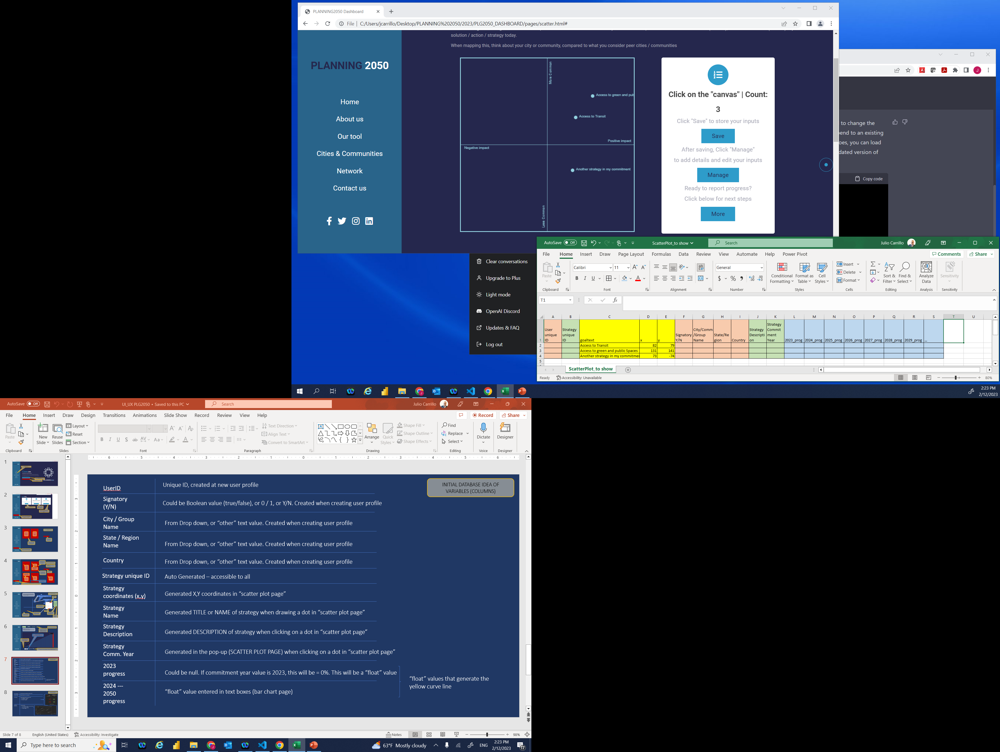 PLANNING2050 Dashboard
File
C:/Users/jcarrillo/Desktop/PLANNING%202050/2023/PLG2050_DASHBOARD/pages/scatter.html#
solution / action / strategy today.
When mapping this, think about your city or community, compared to what you consider peer cities / communities
PLANNING 2050
Home
About us
Our tool
Cities & Communities
Network
Contact us
More Common
Access to green and pub
Access to Transit
Positive impact
Negative impact
Another strategy in my commitment
Less Common
Click on the "canvas" | Count:
3
Click "Save" to store your inputs
Save
After saving, Click "Manage"
to add details and edit your inputs
Manage
Ready to report progress?
Click below for next steps
More
J
to change the
end to an existing
oes, you can load
dated version of
Copy code
Clear conversations
Upgrade to Plus
Light mode
OpenAI Discord
Updates & FAQ
Log out
AutoSave Off
ScatterPlot_to show
Search
Julio Carrillo
File Home Insert Draw Page Layout Formulas Data Review View Automate Help Power Pivot
Comments
Share
Paste
Clipboard
Calibri 11
B I U
Font
Alignment
General
$ % 9
Number
Conditional Formatting
Format as Table
Cell Styles
Styles
Insert
Delete
Format
Cells
Sort & Filter
Find & Select
Editing
Analyze Data
Analysis
Sensitivity
Sensitivity
T1
fx
A B C D E F G H I J K L M N O P Q R S T U
1 User unique ID Strategy unique ID goaltext x y Signatory Y/N City/Comm/Group Name State/Region Country Strategy Description Strategy Commitment Year 2023_prog 2024_prog 2025_prog 2026_prog 2027_prog 2028_prog 2029_prog ...
2 Access to Transit 82 79
3 Access to green and public Spaces 131 141
4 Another strategy in my commitmen 73 -74
5
ScatterPlot_to show
Ready
Accessibility: Unavailable
80%
2:23 PM
2/12/2023
AutoSave Off
UI_UX PLG2050 • Saved to this PC
Search
Julio Carrillo
File Home Insert Draw Design Transitions Animations Slide Show Record Review View Help
Record
Share
Paste
Clipboard
New Slide
Reuse Slides
Layout
Reset
Section
Slides
B I U S ab AV Aa A
Font
Text Direction
Align Text
Convert to SmartArt
Paragraph
Arrange
Quick Styles
Shape Fill
Shape Outline
Shape Effects
Drawing
Find
Replace
Select
Editing
Dictate
Voice
Designer
Designer
1
2
3
4
5
6
7
8
INITIAL DATABASE IDEA OF
VARIABLES (COLUMNS)
UserID
Unique ID, created at new user profile
Signatory
(Y/N)
Could be Boolean value (true/false), or 0 / 1, or Y/N. Created when creating user profile
City / Group
Name
From Drop down, or “other” text value. Created when creating user profile
State / Region
Name
From Drop down, or “other” text value. Created when creating user profile
Country
From Drop down, or “other” text value. Created when creating user profile
Strategy unique ID
Auto Generated – accessible to all
Strategy
coordinates (x,y)
Generated X,Y coordinates in “scatter plot page”
Strategy
Name
Generated TITLE or NAME of strategy when drawing a dot in “scatter plot page”
Strategy
Description
Generated DESCRIPTION of strategy when clicking on a dot in “scatter plot page”
Strategy
Comm. Year
Generated in the pop-up (SCATTER PLOT PAGE) when clicking on a dot in “scatter plot page”
2023
progress
Could be null. If commitment year value is 2023, this will be = 0%. This will be a “float” value
2024 ---
2050
progress
“float” value entered in text boxes (bar chart page)
“float” values that generate the
yellow curve line
Slide 7 of 8
English (United States)
Accessibility: Investigate
Notes
98%
Type here to search
63°F Mostly cloudy
ENG
2:23 PM
2/12/2023
17